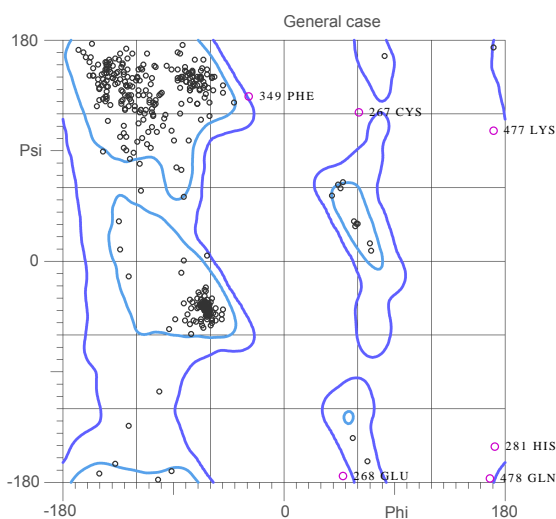 General case
180
349 PHE
267 CYS
477 LYS
Psi
0
281 HIS
268 GLU
478 GLN
-180
-180
0
Phi
180